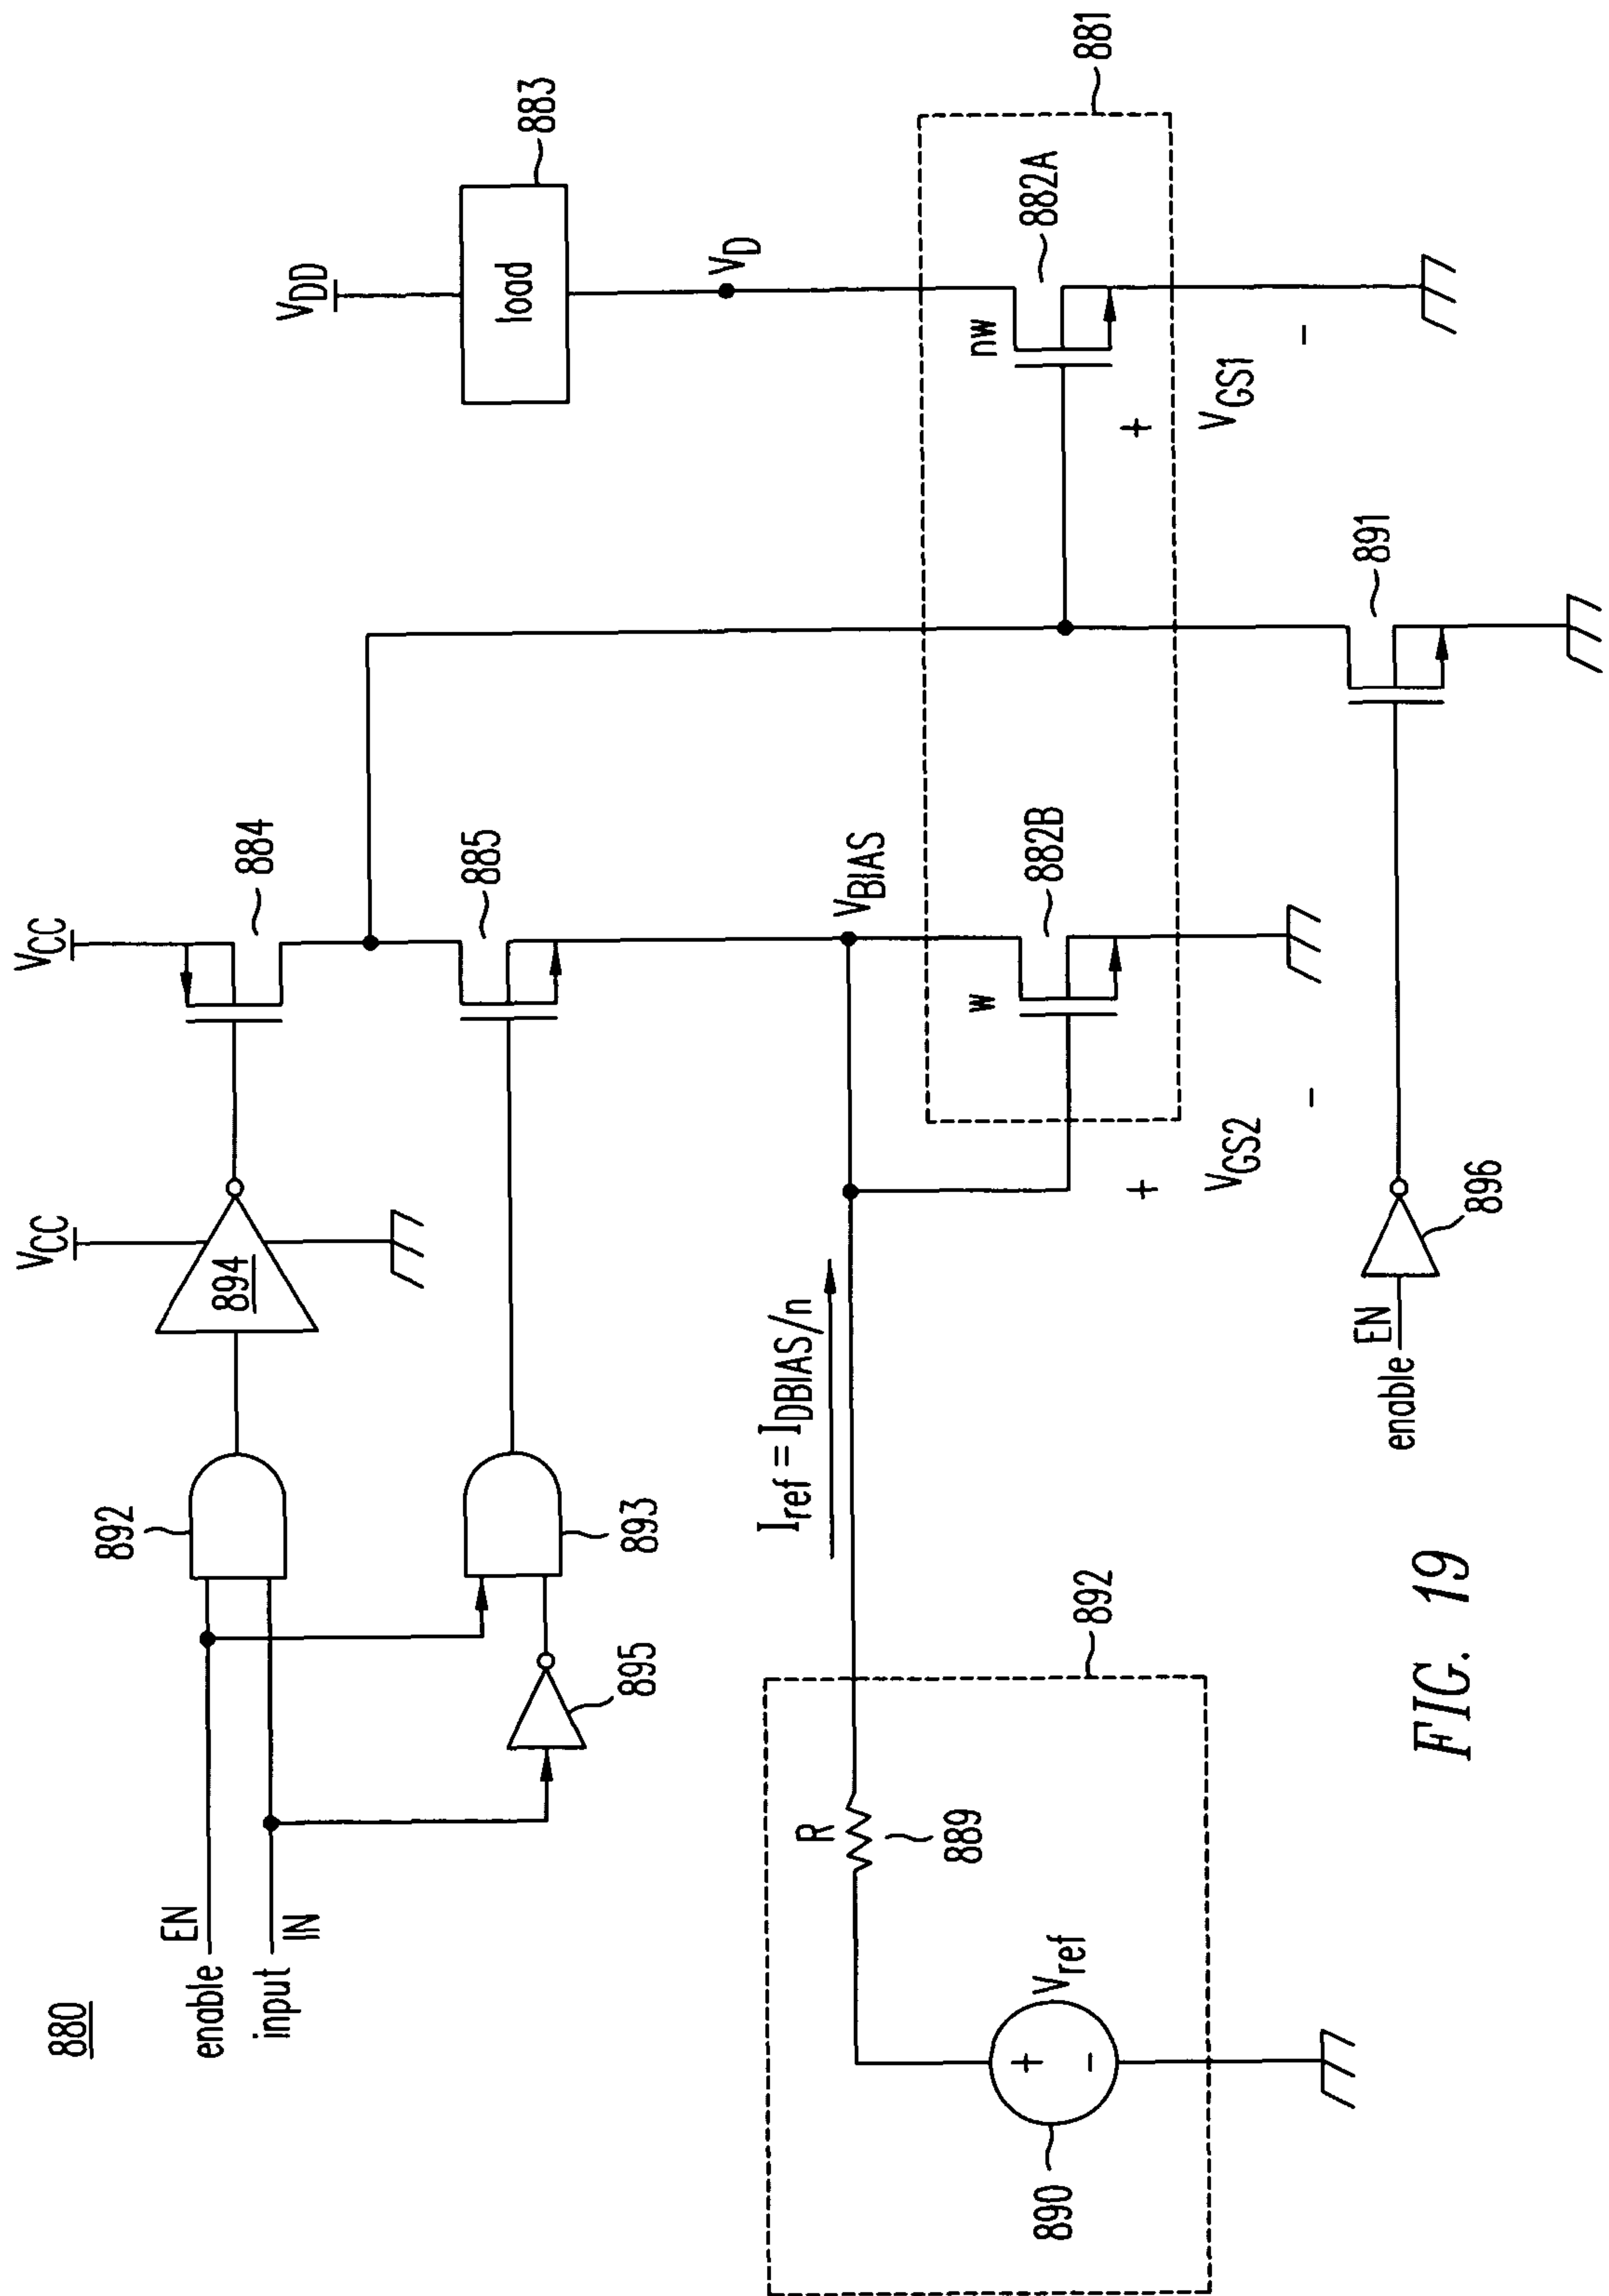 880
enable EN
input IN
892
893
895
894
VCC
VCC
884
885
VDD
load
883
VD
VBIAS
Iref = IDBIAS/n
R
889
Vref
+
-
890
892
w
882B
nw
882A
881
+
VGS2
-
+
VGS1
-
enable EN
896
891
FIG. 19